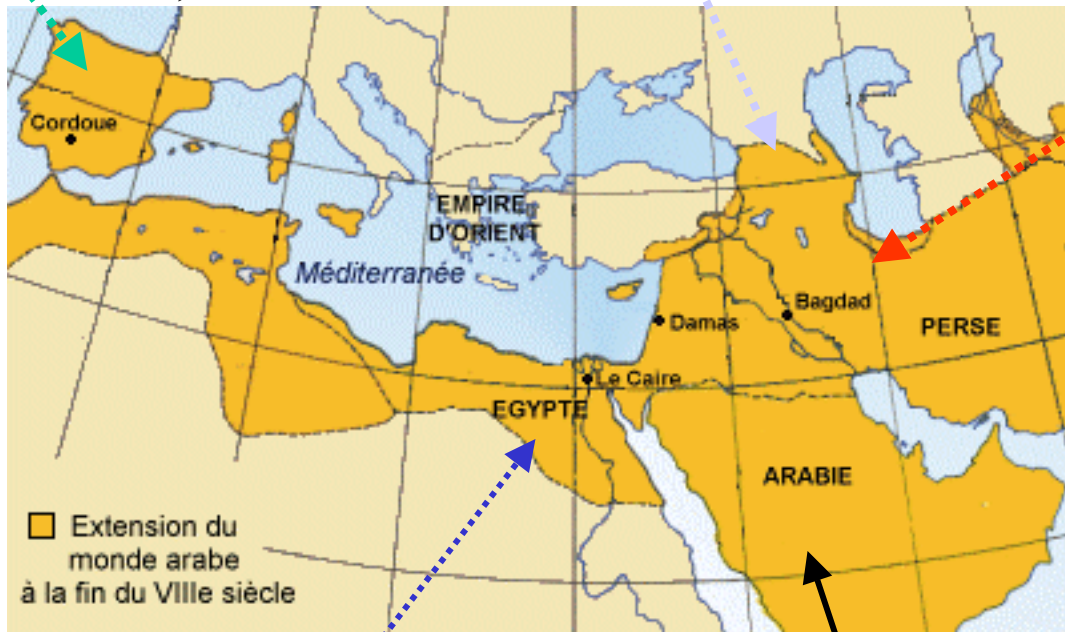 Cordoue
EMPIRE
D'ORIENT
Méditerranée
Bagdad
Damas
PERSE
Le Caire
EGYPTE
ARABIE
Extension du
monde arabe
à la fin du VIIIe siècle